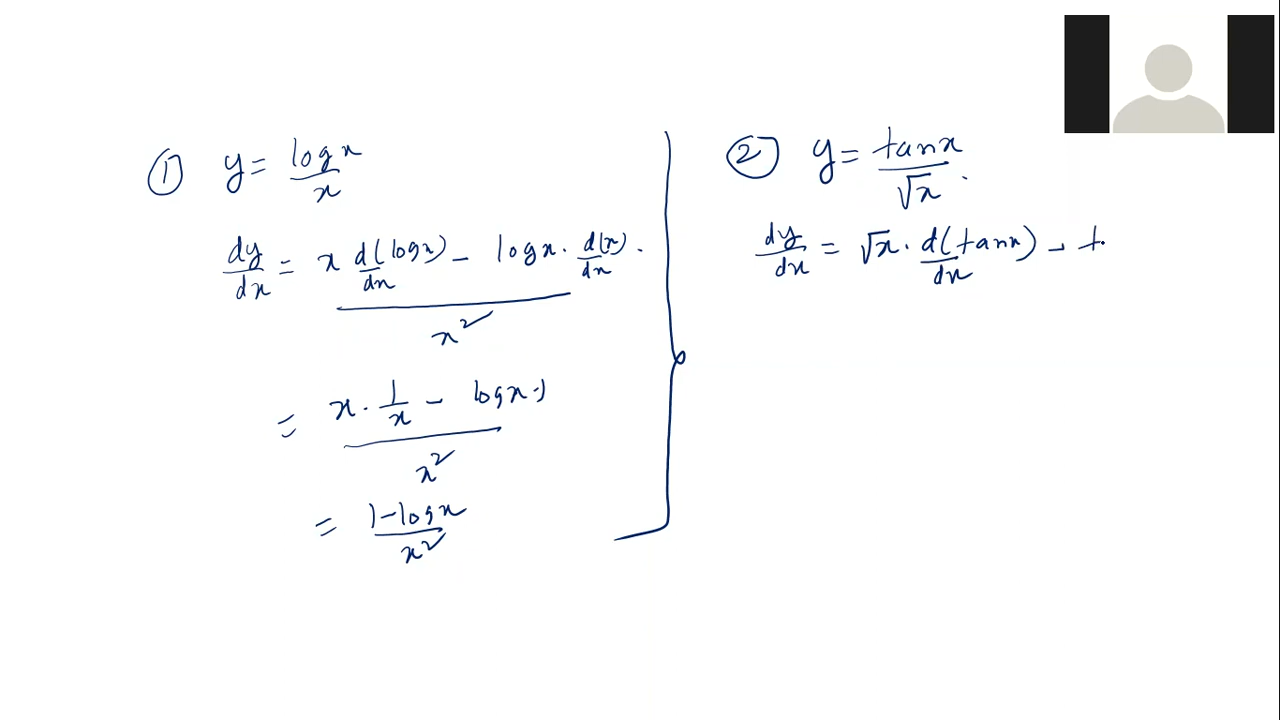 ① y = log x / x
dy/dx = x d/dx(log x) - log x . d(x)/dx .
x²
= x . 1/x - log x . 1
x²
= 1 - log x / x²
② y = tan x / √x .
dy/dx = √x . d/dx(tan x) - t